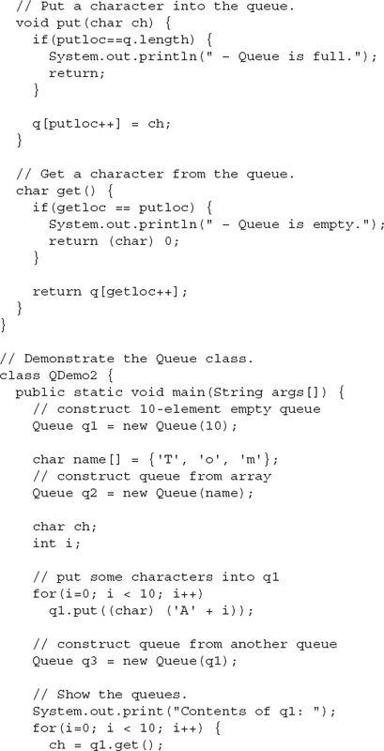 // Put a character into the queue.
void put(char ch) {
if(putloc==q.length) {
System.out.println(" - Queue is full.");
return;
}
q[putloc++] = ch;
}
// Get a character from the queue.
char get() {
if(getloc == putloc) {
System.out.println(" - Queue is empty.");
return (char) 0;
}
return q[getloc++];
}
}
// Demonstrate the Queue class.
class QDemo2 {
public static void main(String args[]) {
// construct 10-element empty queue
Queue q1 = new Queue(10);
char name[] = {'T', 'o', 'm'};
// construct queue from array
Queue q2 = new Queue(name);
char ch;
int i;
// put some characters into q1
for(i=0; i < 10; i++)
q1.put((char) ('A' + i));
// construct queue from another queue
Queue q3 = new Queue(q1);
// Show the queues.
System.out.print("Contents of q1: ");
for(i=0; i < 10; i++) {
ch = q1.get();